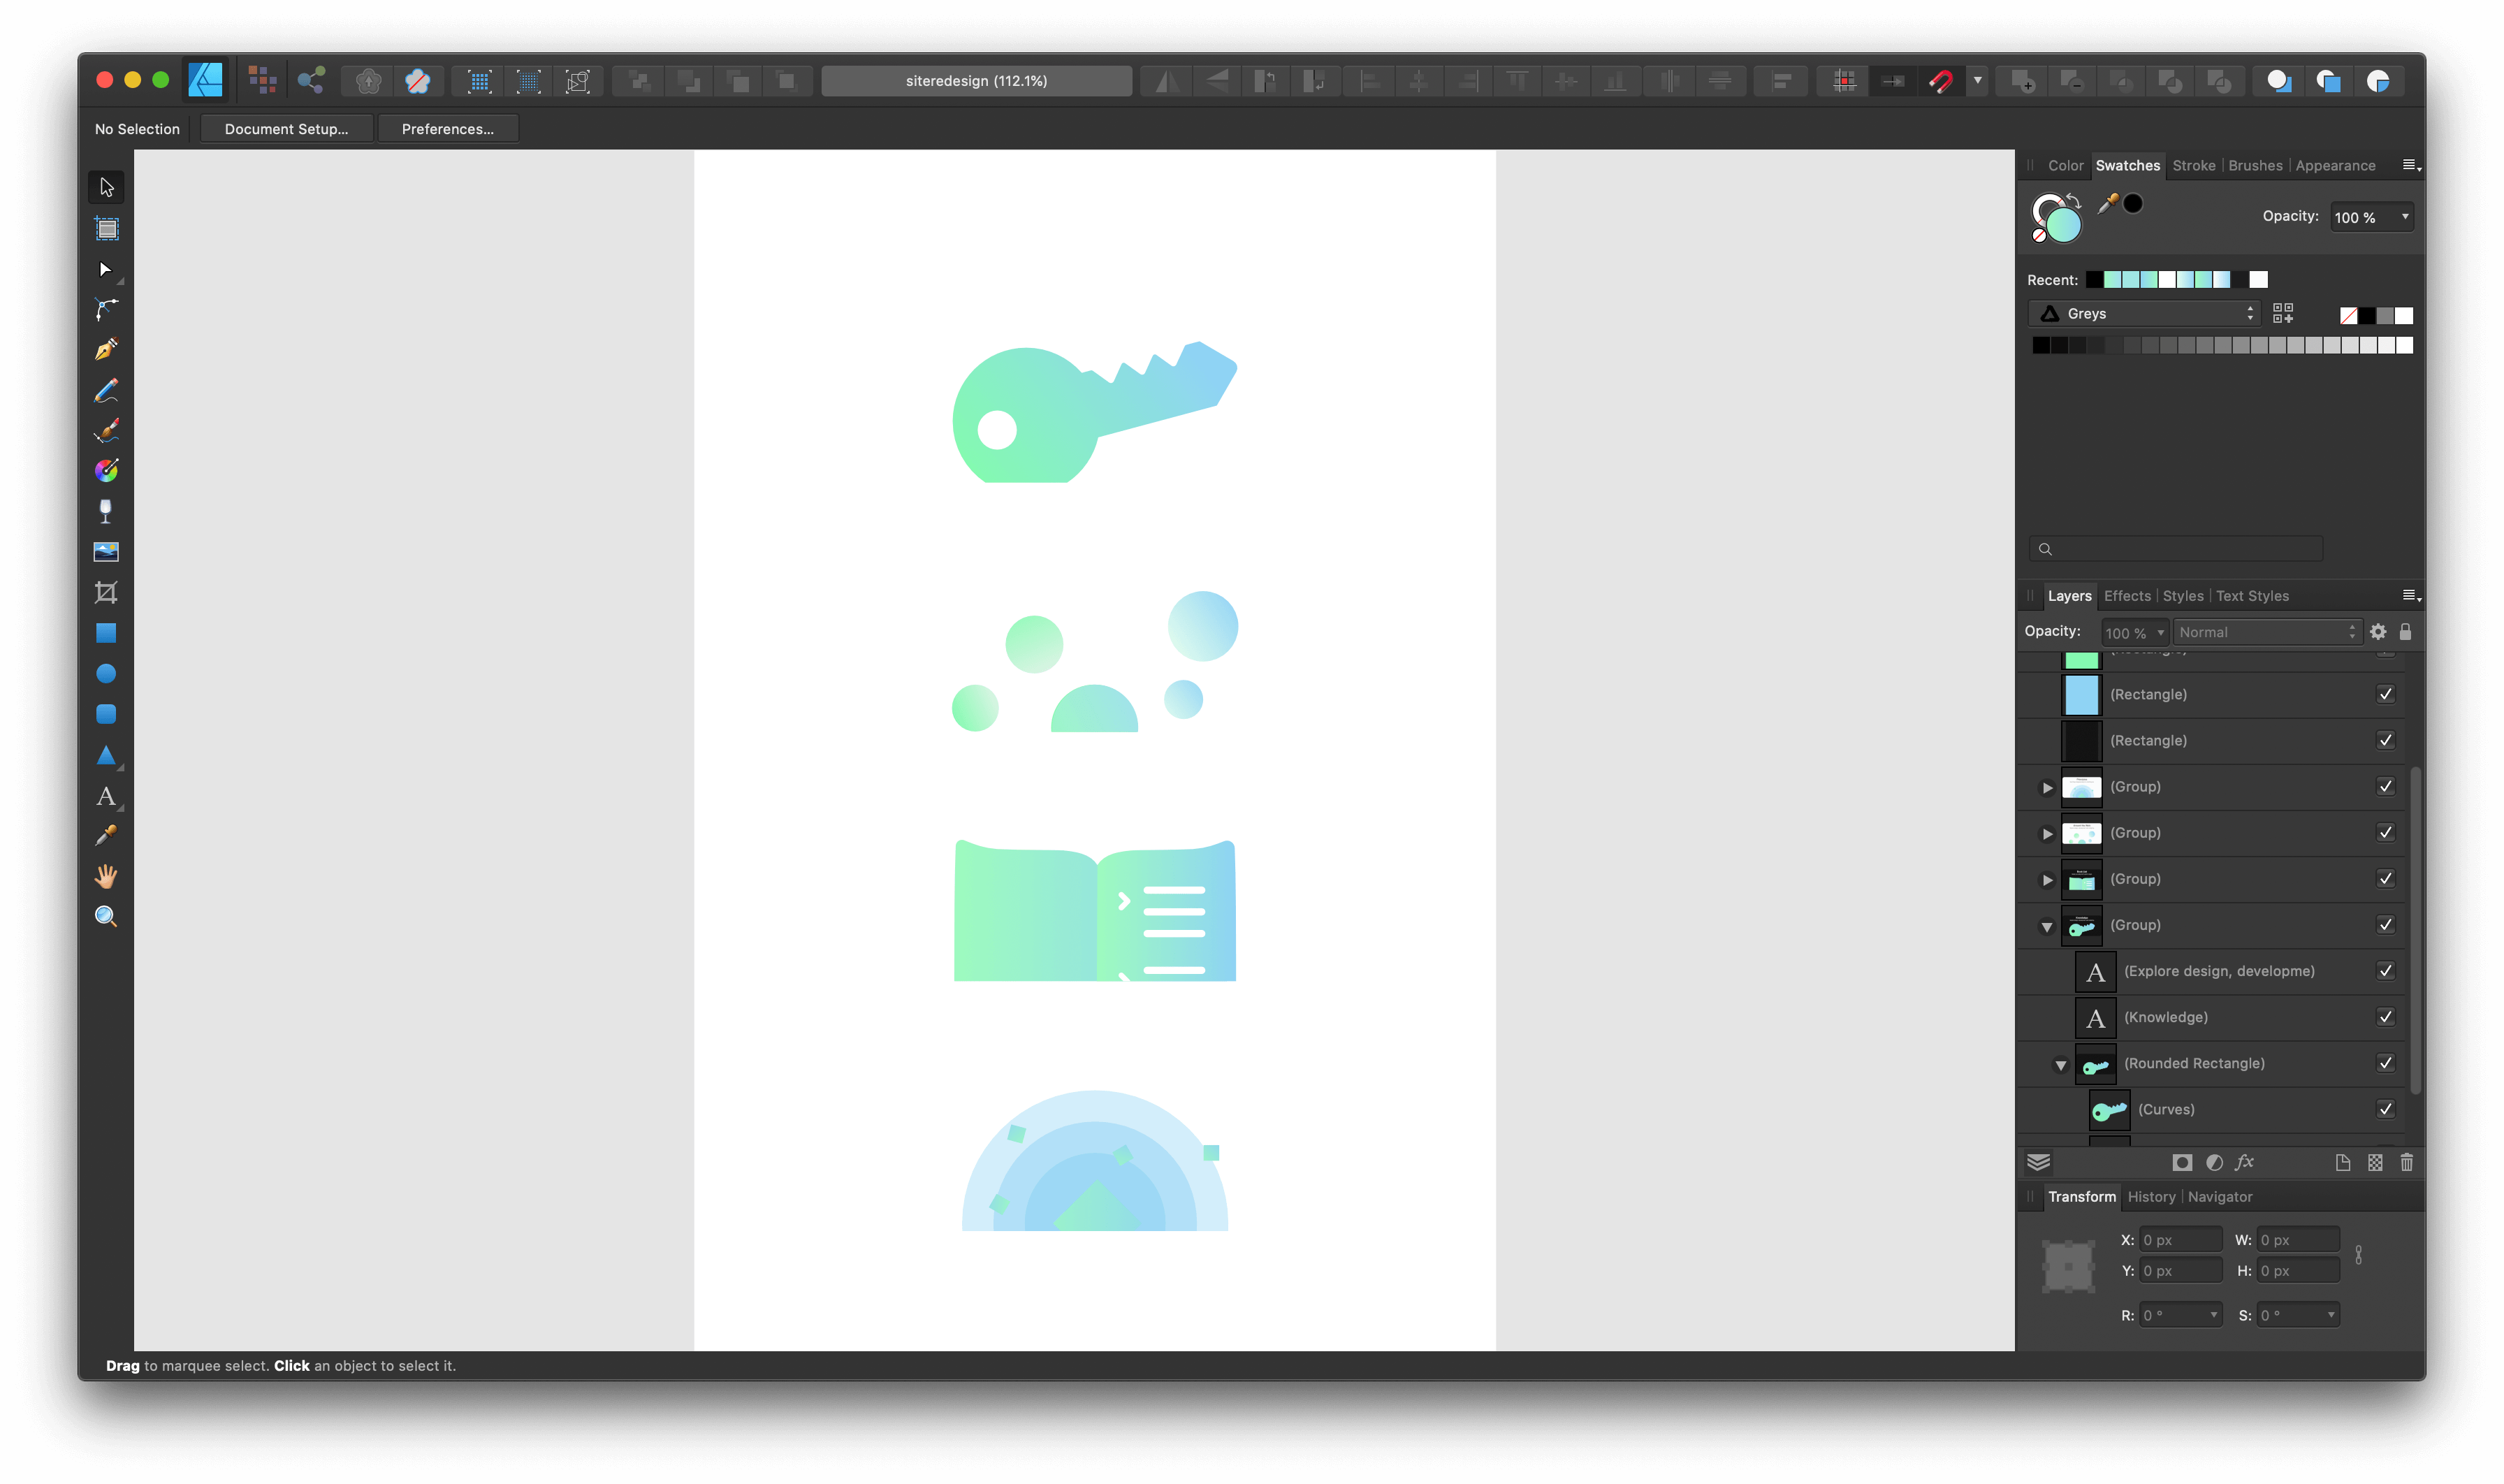 siteredesign (112.1%)
No Selection Document Setup... Preferences...
Color Swatches Stroke Brushes Appearance
Opacity: 100 %
Recent:
Greys
Layers Effects Styles Text Styles
Opacity: 100 % Normal
(Rectangle)
(Rectangle)
(Rectangle)
(Group)
(Group)
(Group)
(Group)
A (Explore design, developme)
A (Knowledge)
(Rounded Rectangle)
(Curves)
fx
Transform History Navigator
X: 0 px W: 0 px
Y: 0 px H: 0 px
R: 0 ° S: 0 °
Drag to marquee select. Click an object to select it.